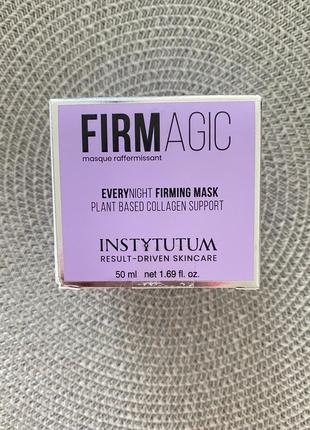 FIRMAGIC
masque raffermissant
EVERYNIGHT FIRMING MASK
PLANT BASED COLLAGEN SUPPORT
INSTYTUTUM
RESULT-DRIVEN SKINCARE
50 ml net 1.69 fl. oz.